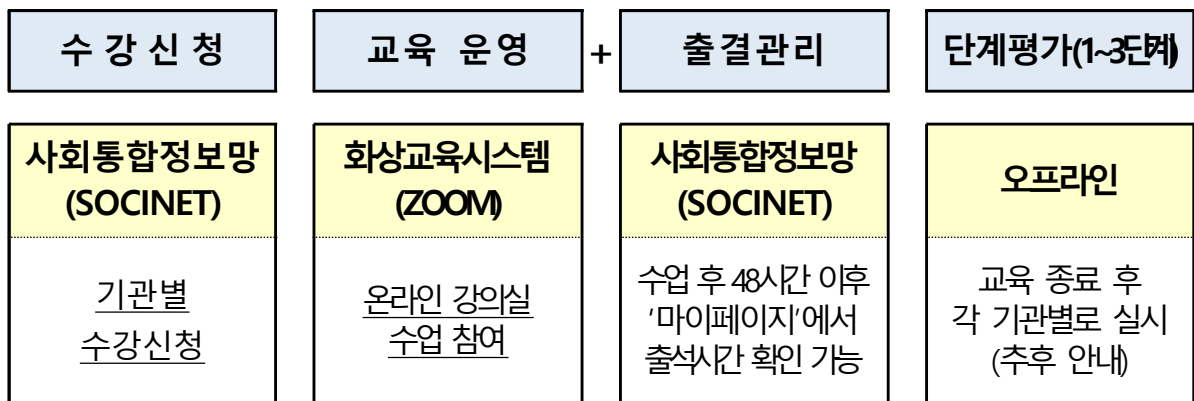 수강신청
교육 운영
+
출결관리
단계평가(1~3단계)
사회통합정보망
(SOCINET)
기관별
수강신청
화상교육시스템
(ZOOM)
온라인 강의실
수업 참여
사회통합정보망
(SOCINET)
수업 후 48시간 이후
'마이페이지'에서
출석시간 확인 가능
오프라인
교육 종료 후
각 기관별로 실시
(추후 안내)